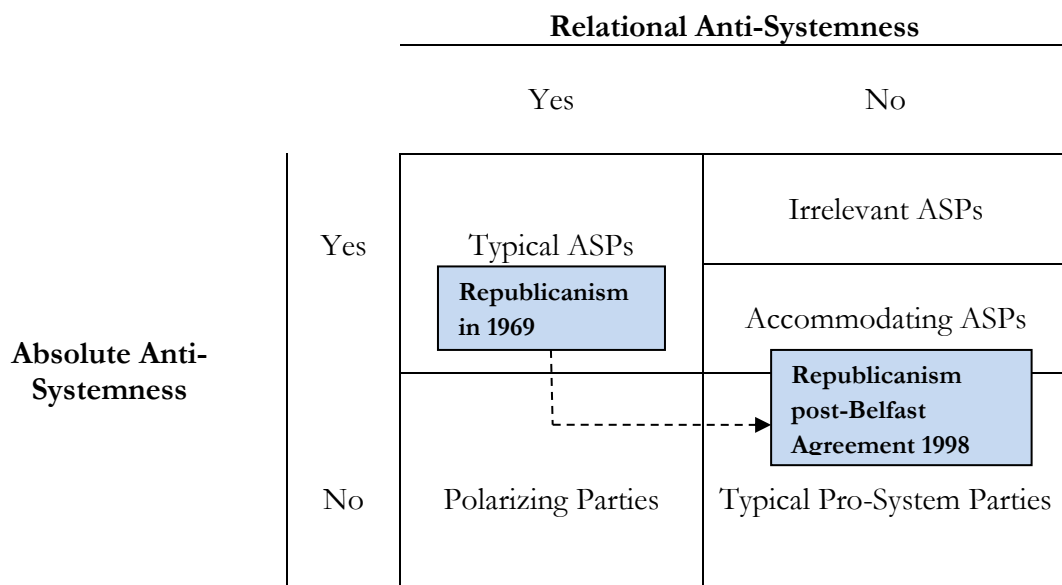 Relational Anti-Systemness
Yes
No
Irrelevant ASPs
Yes
Typical ASPs
Republicanism
in 1969
Accommodating ASPs
Absolute Anti-
Systemness
Republicanism
post-Belfast
Agreement 1998
No
Polarizing Parties
Typical Pro-System Parties